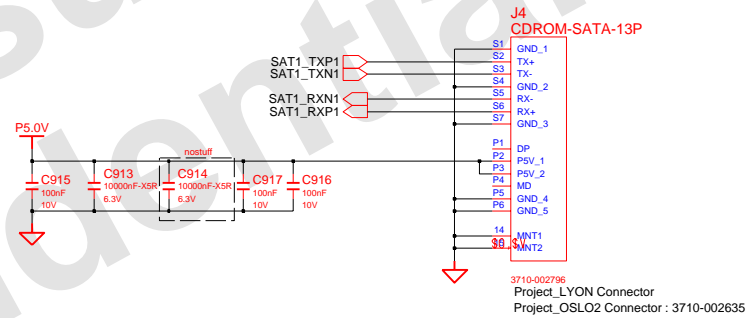 J4
CDROM-SATA-13P
S1 GND_1
SAT1_TXP1 S2 TX+
SAT1_TXN1 S3 TX-
S4 GND_2
SAT1_RXN1 S5 RX-
SAT1_RXP1 S6 RX+
S7 GND_3
P5.0V
nostuff
P1 DP
P2 P5V_1
P3 P5V_2
P4 MD
P5 GND_4
P6 GND_5
C915 C913 C914 C917 C916
100nF 10000nF-X5R 10000nF-X5R 100nF 100nF
10V 6.3V 6.3V 10V 10V
14 MNT1
MNT2
3710-002796
Project_LYON Connector
Project_OSLO2 Connector : 3710-002635